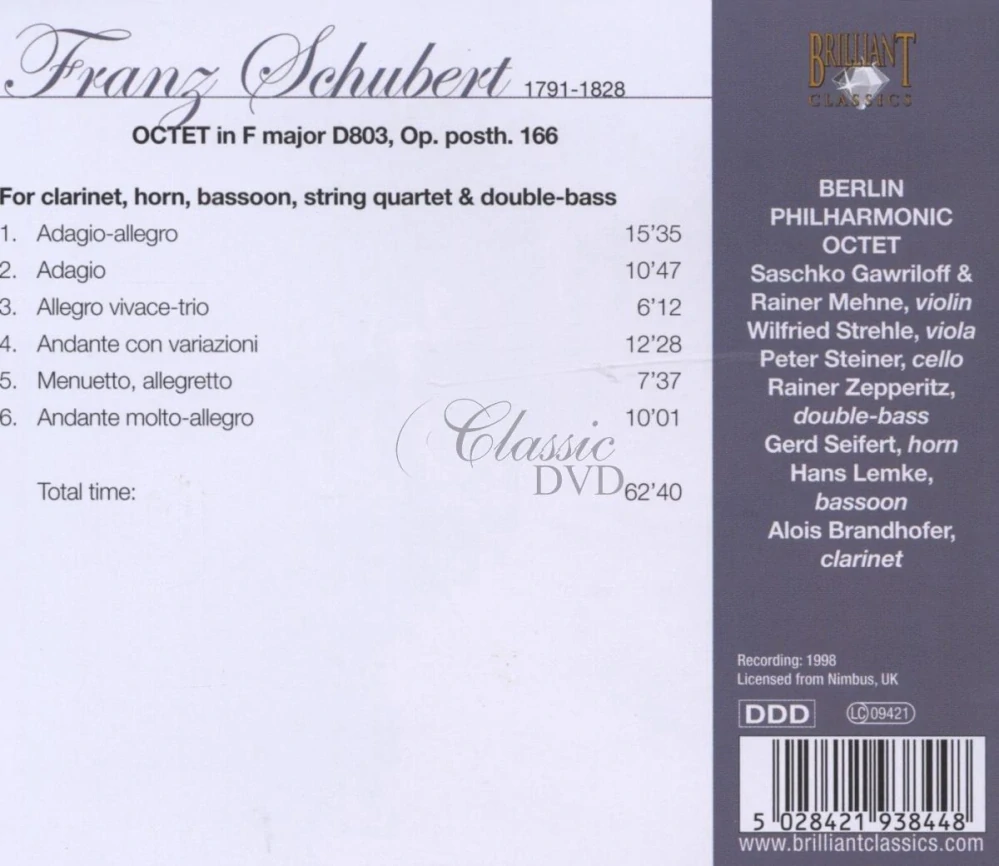 Franz Schubert 1791-1828
OCTET in F major D803, Op. posth. 166
For clarinet, horn, bassoon, string quartet & double-bass
1. Adagio-allegro 15'35
2. Adagio 10'47
3. Allegro vivace-trio 6'12
4. Andante con variazioni 12'28
5. Menuetto, allegretto 7'37
6. Andante molto-allegro 10'01
Total time: 62'40
Classic
DVD
BRILLIANT
CLASSICS
BERLIN
PHILHARMONIC
OCTET
Saschko Gawriloff &
Rainer Mehne, violin
Wilfried Strehle, viola
Peter Steiner, cello
Rainer Zepperitz,
double-bass
Gerd Seifert, horn
Hans Lemke,
bassoon
Alois Brandhofer,
clarinet
Recording: 1998
Licensed from Nimbus, UK
DDD LC 09421
5 028421 938448
www.brilliantclassics.com